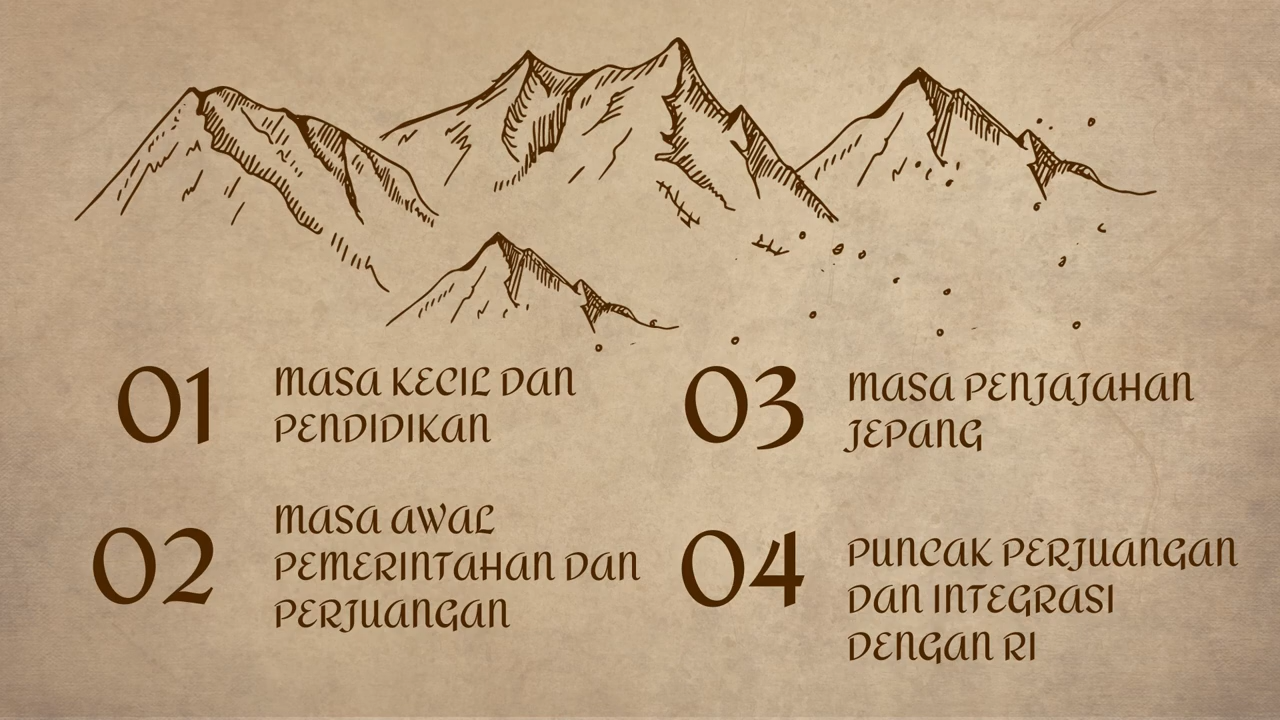 01
MASA KECIL DAN
PENDIDIKAN
02
MASA AWAL
PEMERINTAHAN DAN
PERJUANGAN
03
MASA PENJAJAHAN
JEPANG
04
PUNCAK PERJUANGAN
DAN INTEGRASI
DENGAN RI